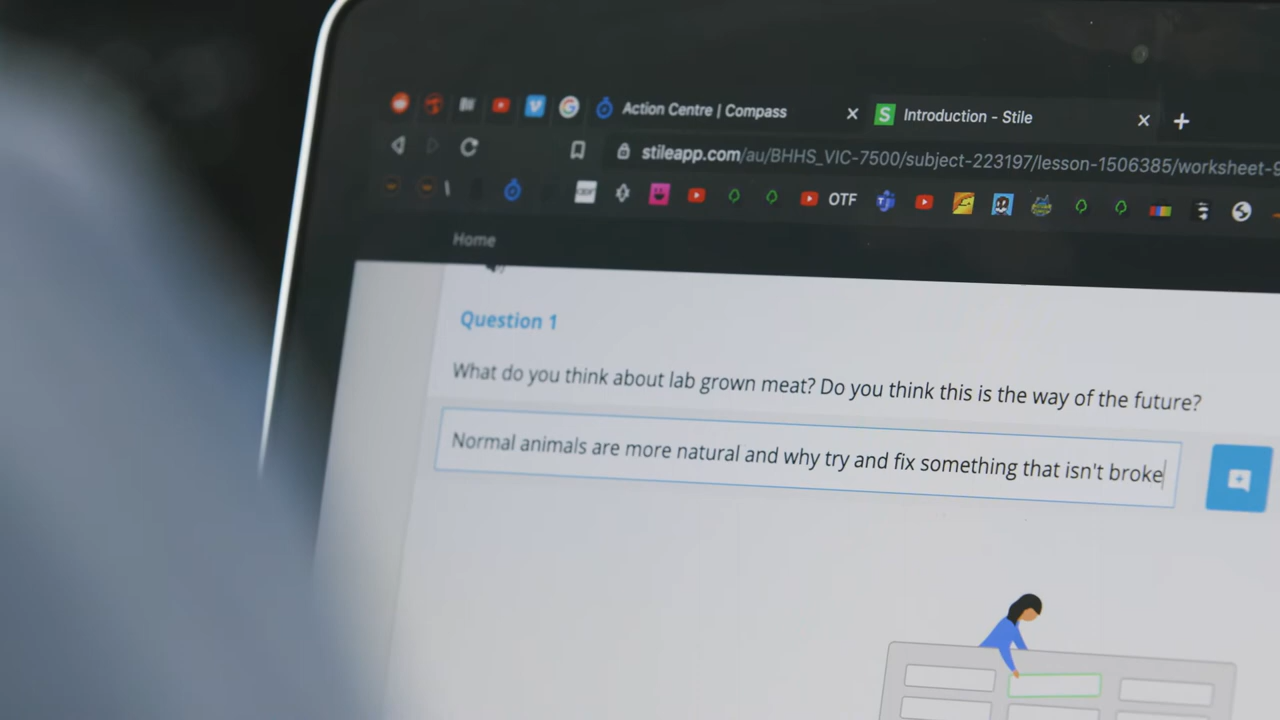 Action Centre | Compass
Introduction - Stile
stileapp.com/au/BHHS_VIC-7500/subject-223197/lesson-1506385/worksheet-9
OTF
Home
Question 1
What do you think about lab grown meat? Do you think this is the way of the future?
Normal animals are more natural and why try and fix something that isn't broke